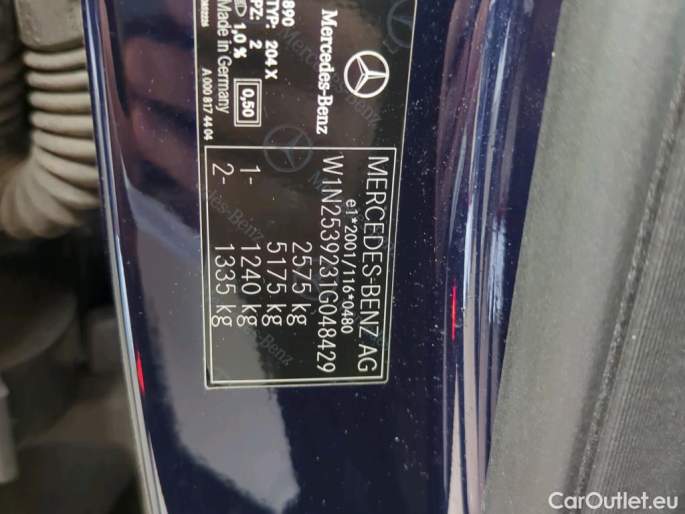 Mercedes-Benz
890
TYP: 204 X
PZ: 2
1,0 %
0,50
Made in Germany
A 000 817 44 04
MERCEDES-BENZ AG
e1*2001/116*0480
W1N2539231G048429
2575 kg
5175 kg
1- 1240 kg
2- 1335 kg
CarOutlet.eu